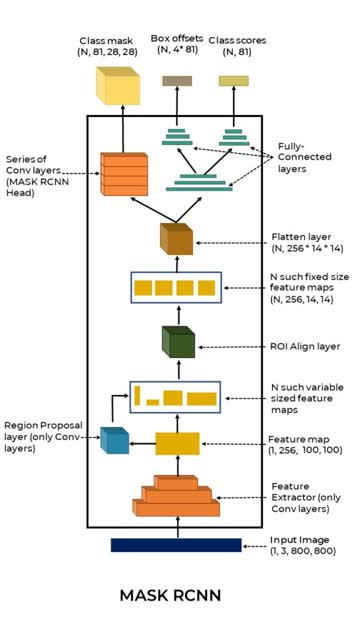 Class mask
(N, 81, 28, 28)
Box offsets
(N, 4* 81)
Class scores
(N, 81)
Series of
Conv layers
(MASK RCNN
Head)
Fully-
Connected
layers
Flatten layer
(N, 256 * 14 * 14)
N such fixed size
feature maps
(N, 256, 14, 14)
ROI Align layer
N such variable
sized feature
maps
Region Proposal
layer (only Conv
layers)
Feature map
(1, 256, 100, 100)
Feature
Extractor (only
Conv layers)
Input Image
(1, 3, 800, 800)
MASK RCNN